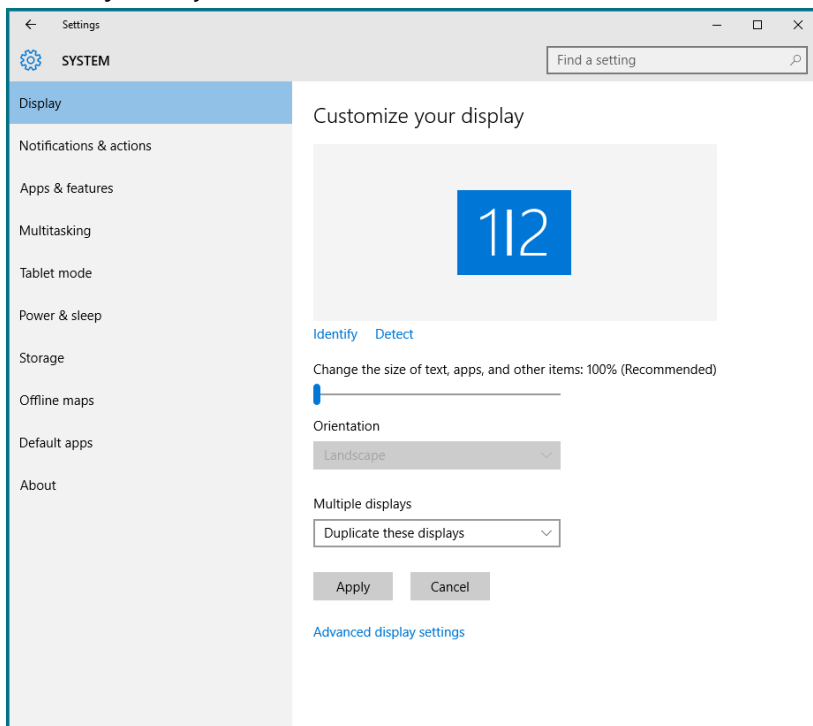 Settings
SYSTEM
Find a setting
Display
Notifications & actions
Apps & features
Multitasking
Tablet mode
Power & sleep
Storage
Offline maps
Default apps
About
Customize your display
1|2
Identify Detect
Change the size of text, apps, and other items: 100% (Recommended)
Orientation
Landscape
Multiple displays
Duplicate these displays
Apply Cancel
Advanced display settings